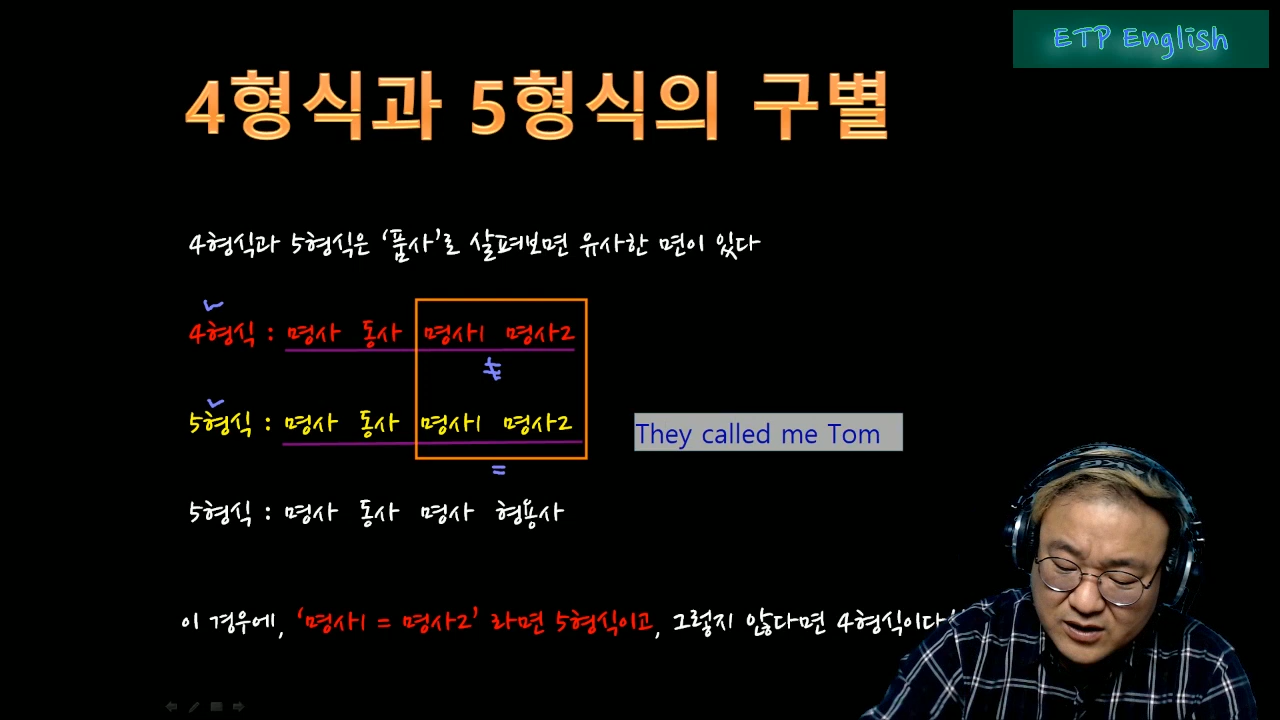 ETP English
4형식과 5형식의 구별
4형식과 5형식은 ‘품사’로 살펴보면 유사한 면이 있다
4형식 : 명사 동사 명사1 명사2
≠
5형식 : 명사 동사 명사1 명사2
They called me Tom
=
5형식 : 명사 동사 명사 형용사
이 경우에, ‘명사1 = 명사2’ 라면 5형식이고, 그렇지 않다면 4형식이다